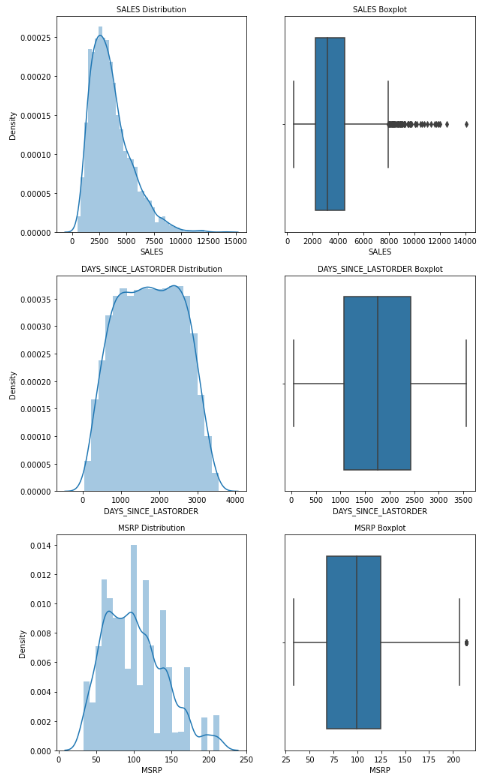 SALES Distribution
SALES Boxplot
0.00025
0.00020
0.00015
0.00010
0.00005
0.00000
Density
0 2500 5000 7500 10000 12500 15000
SALES
0 2000 4000 6000 8000 10000 12000 14000
SALES
DAYS_SINCE_LASTORDER Distribution
DAYS_SINCE_LASTORDER Boxplot
0.00035
0.00030
0.00025
0.00020
0.00015
0.00010
0.00005
0.00000
Density
0 1000 2000 3000 4000
DAYS_SINCE_LASTORDER
0 500 1000 1500 2000 2500 3000 3500
DAYS_SINCE_LASTORDER
MSRP Distribution
MSRP Boxplot
0.014
0.012
0.010
0.008
0.006
0.004
0.002
0.000
Density
0 50 100 150 200 250
MSRP
25 50 75 100 125 150 175 200
MSRP